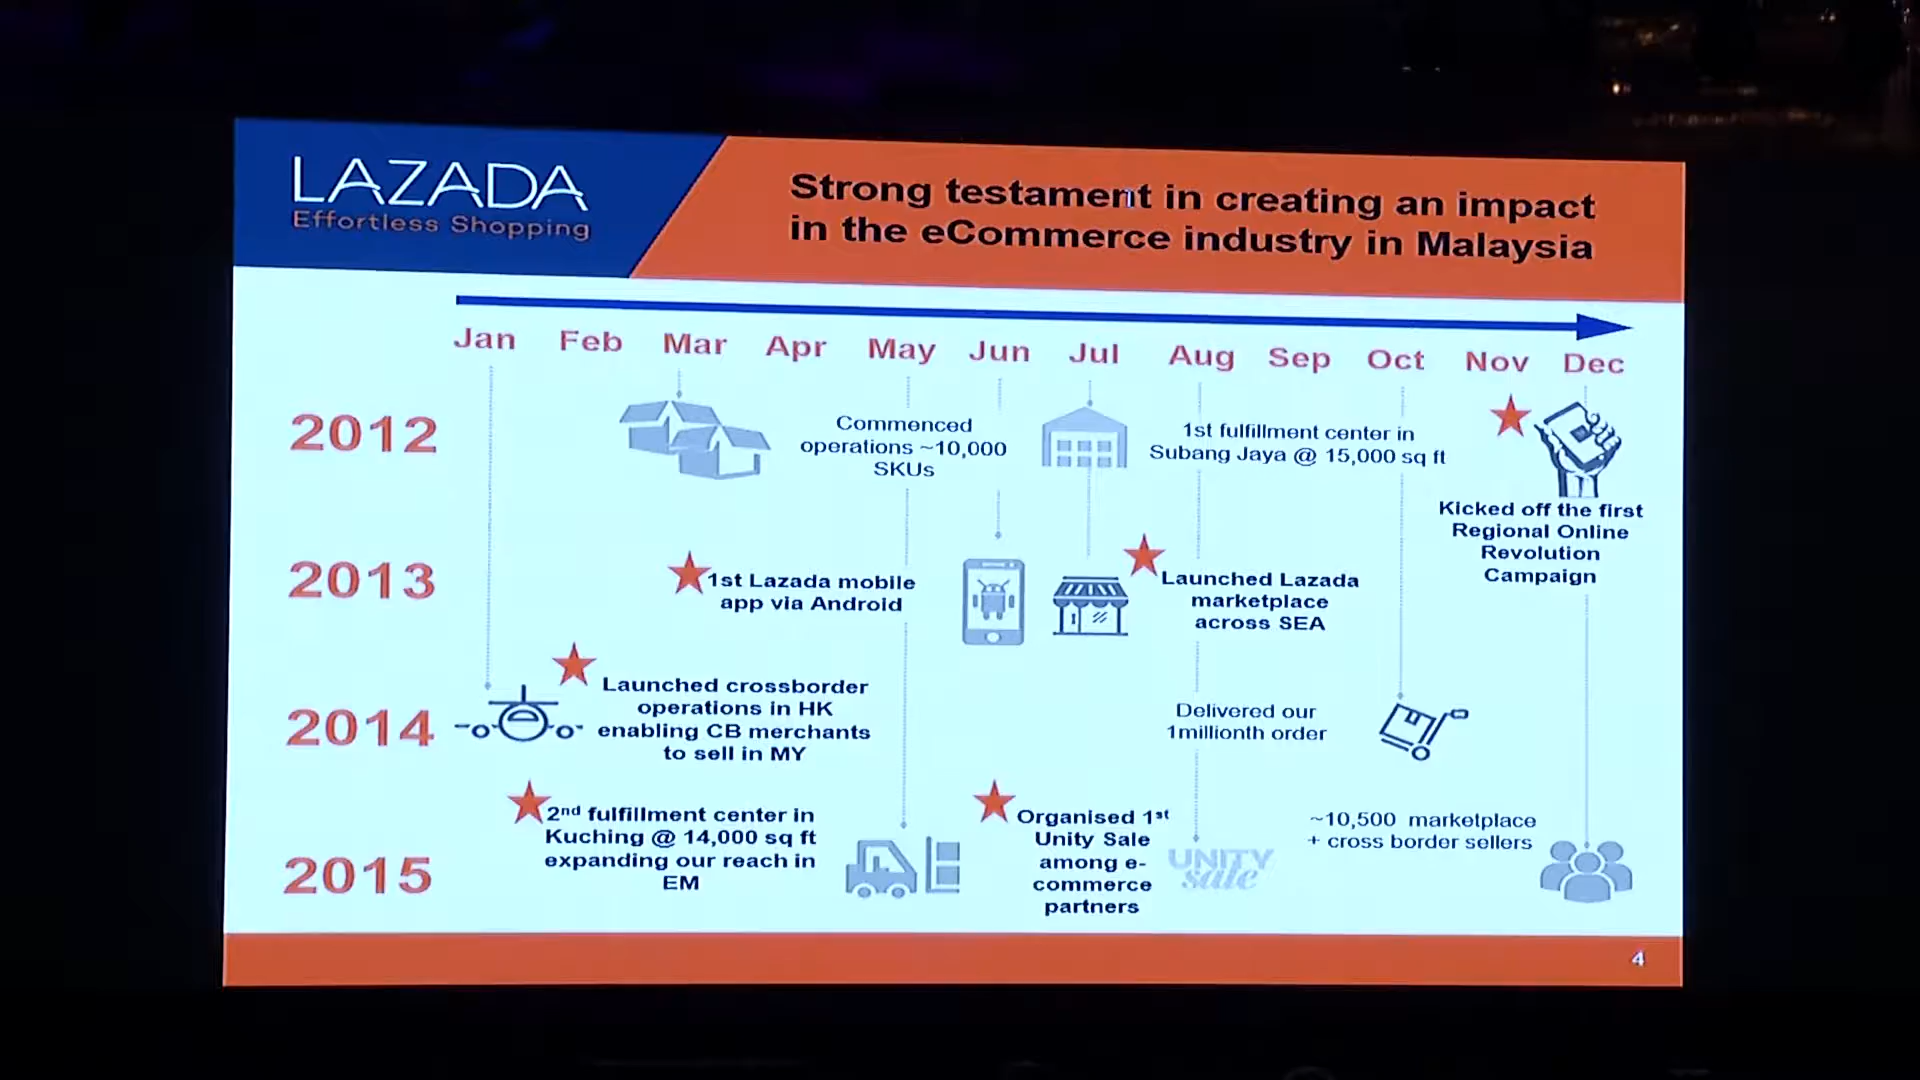 LAZADA
Effortless Shopping
Strong testament in creating an impact
in the eCommerce industry in Malaysia
Jan Feb Mar Apr May Jun Jul Aug Sep Oct Nov Dec
2012
Commenced
operations ~10,000
SKUs
1st fulfillment center in
Subang Jaya @ 15,000 sq ft
Kicked off the first
Regional Online
Revolution
Campaign
2013
1st Lazada mobile
app via Android
Launched Lazada
marketplace
across SEA
2014
Launched crossborder
operations in HK
enabling CB merchants
to sell in MY
Delivered our
1millionth order
2015
2nd fulfillment center in
Kuching @ 14,000 sq ft
expanding our reach in
EM
Organised 1st
Unity Sale
among e-
commerce
partners
UNITY
sale
~10,500 marketplace
+ cross border sellers
4